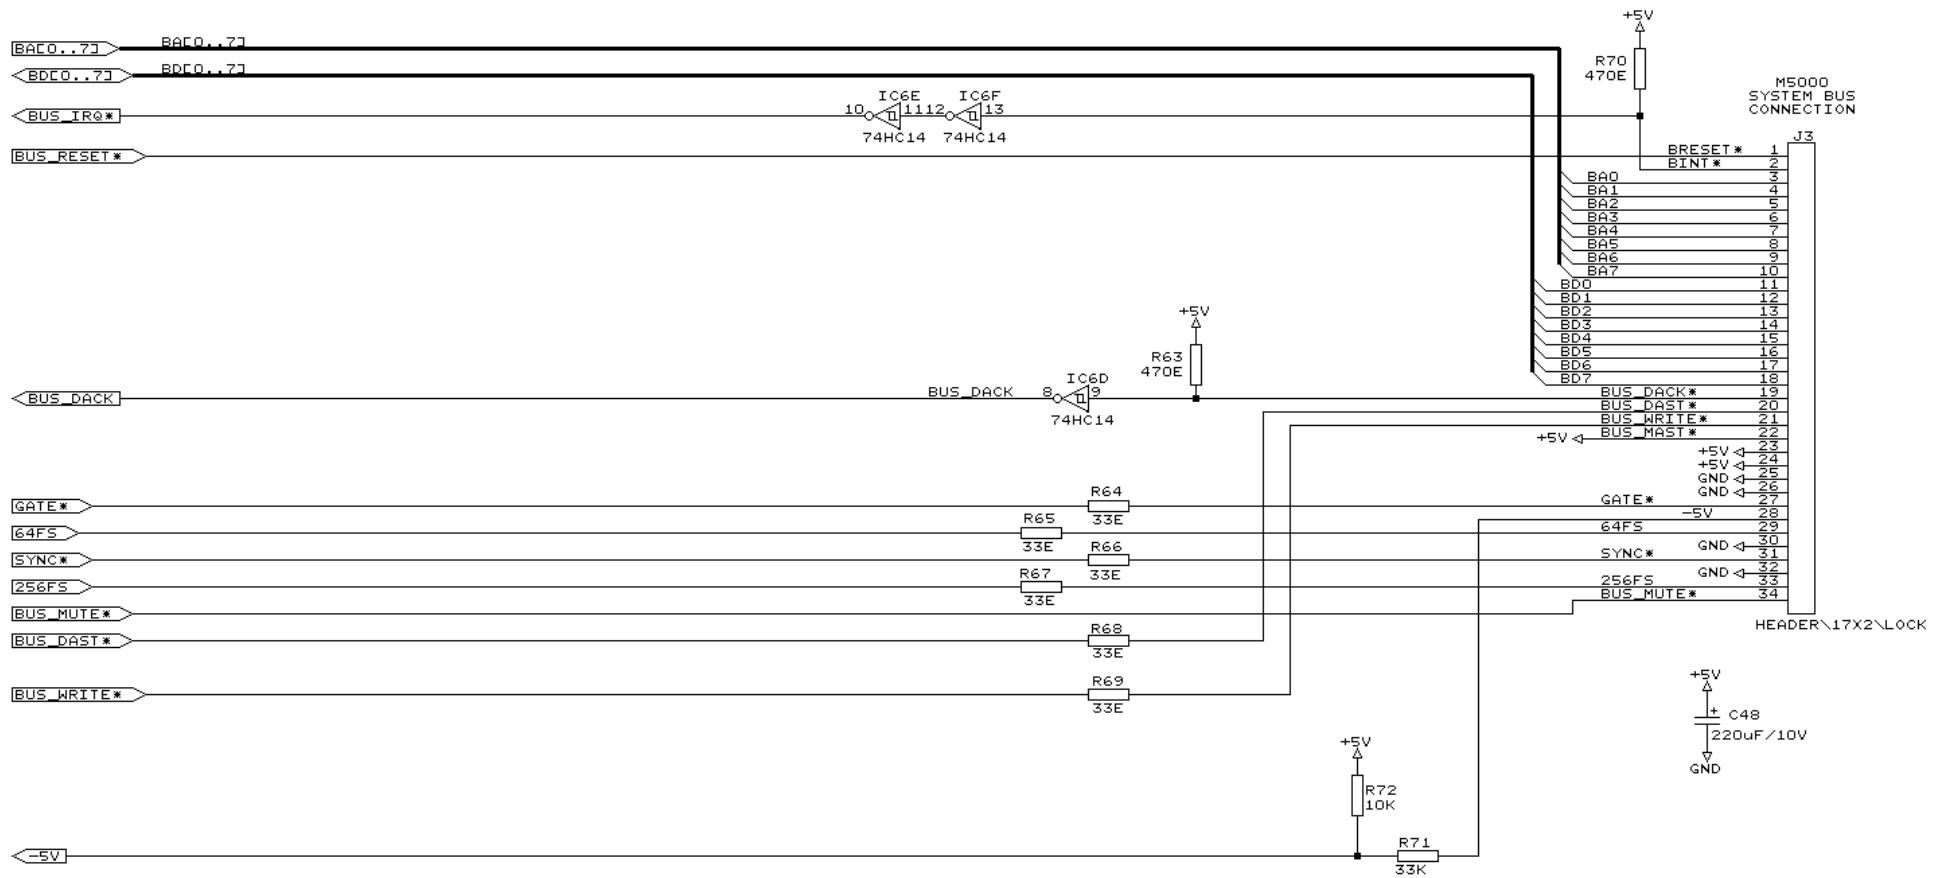 +5V
BA[0..7] BA[0..7]
R70
470E
BD[0..7] BD[0..7]
M5000
SYSTEM BUS
CONNECTION
IC6E IC6F
BUS_IRQ* 10 11 12 13
74HC14 74HC14
J3
BUS_RESET* BRESET* 1
BINT* 2
BA0 3
BA1 4
BA2 5
BA3 6
BA4 7
BA5 8
BA6 9
BA7 10
BD0 11
BD1 12
BD2 13
BD3 14
BD4 15
BD5 16
BD6 17
BD7 18
+5V
R63
470E
IC6D
BUS_DACK BUS_DACK 8 9 BUS_DACK* 19
74HC14
BUS_DAST* 20
BUS_WRITE* 21
+5V BUS_MAST* 22
+5V 23
+5V 24
GND 25
GND 26
GATE* R64 GATE* 27
33E
-5V 28
64FS R65 64FS 29
33E
GND 30
SYNC* R66 SYNC* 31
33E
GND 32
256FS R67 256FS 33
33E
BUS_MUTE* BUS_MUTE* 34
HEADER\17X2\LOCK
BUS_DAST* R68
33E
BUS_WRITE* R69
33E
+5V
+ C48
220uF/10V
GND
+5V
R72
10K
-5V R71
33K